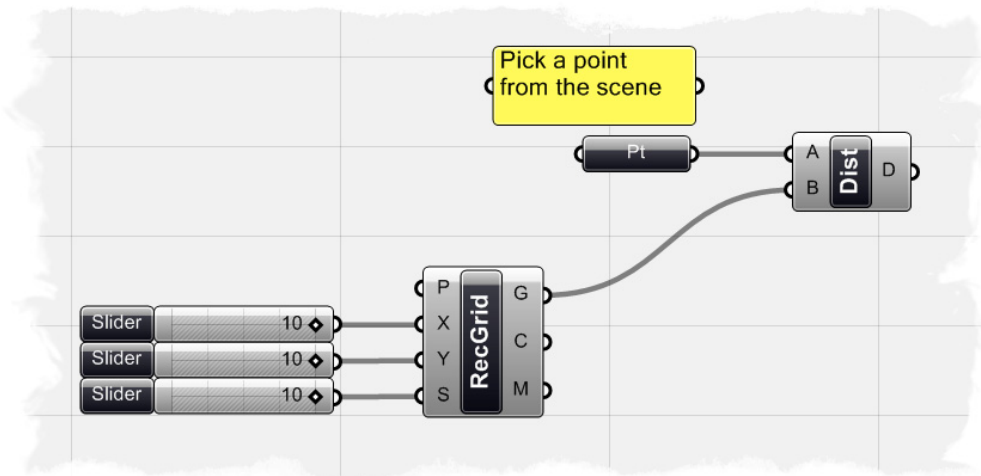 Pick a point
from the scene
Pt
A
B
Dist
D
P
X
Y
S
RecGrid
G
C
M
Slider 10
Slider 10
Slider 10